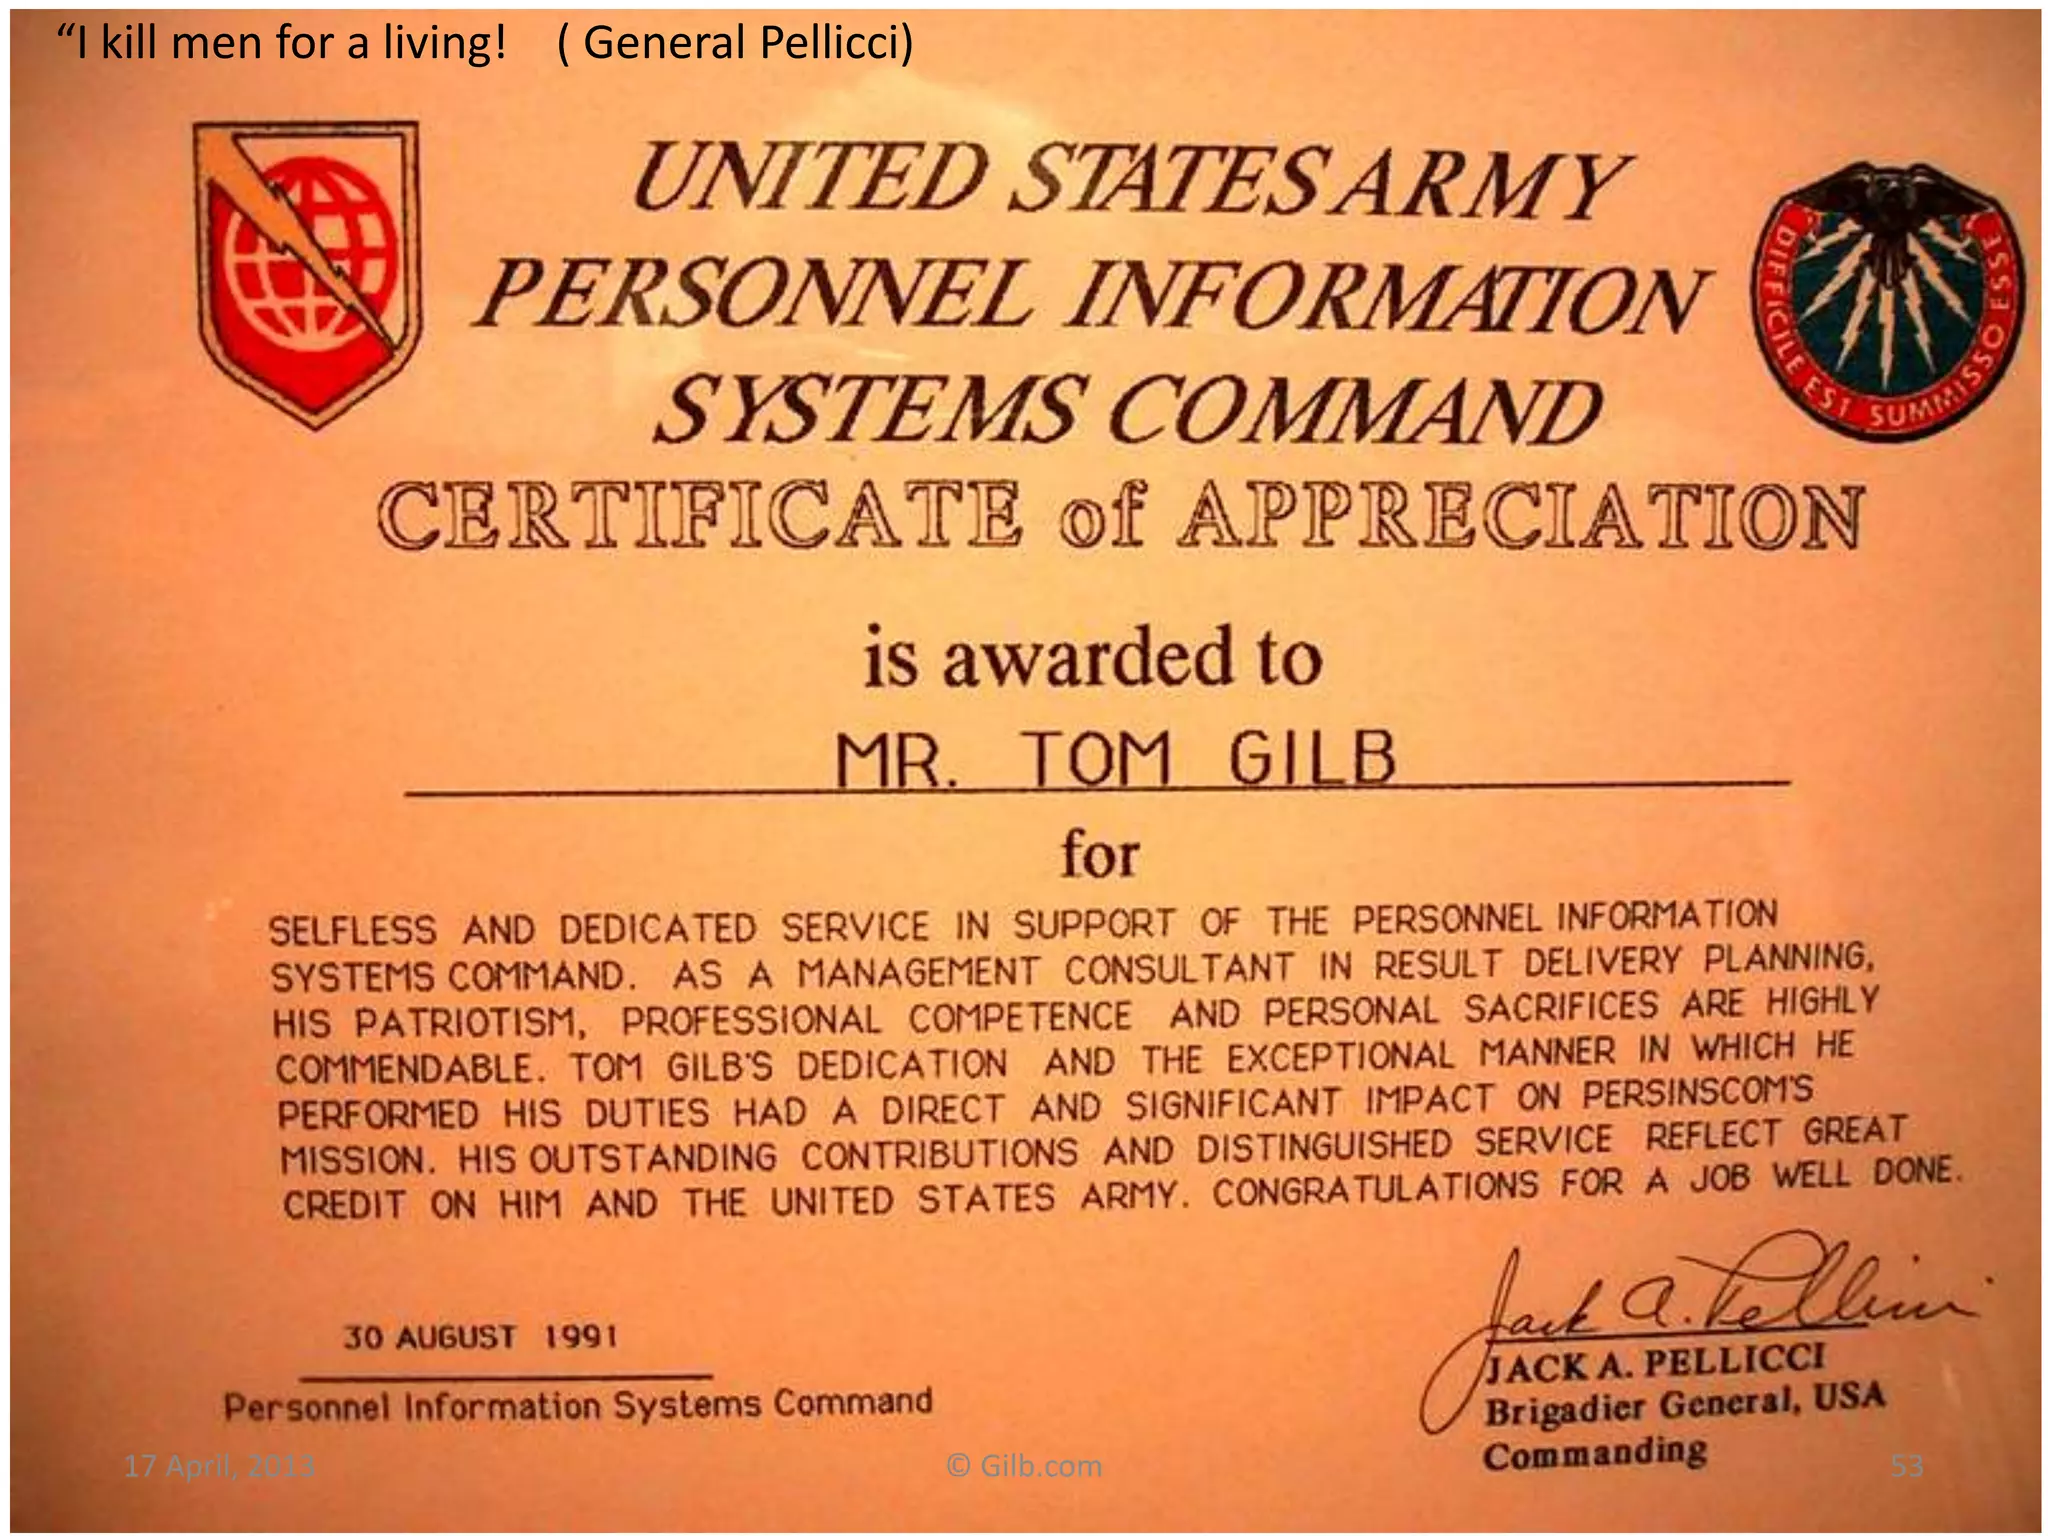 “I kill men for a living!    ( General Pellicci)
UNITED STATES ARMY
PERSONNEL INFORMATION
SYSTEMS COMMAND
DIFFICILE EST SUMMISSO ESSE
CERTIFICATE of APPRECIATION
is awarded to
MR. TOM GILB
for
SELFLESS AND DEDICATED SERVICE IN SUPPORT OF THE PERSONNEL INFORMATION
SYSTEMS COMMAND. AS A MANAGEMENT CONSULTANT IN RESULT DELIVERY PLANNING,
HIS PATRIOTISM, PROFESSIONAL COMPETENCE AND PERSONAL SACRIFICES ARE HIGHLY
COMMENDABLE. TOM GILB'S DEDICATION AND THE EXCEPTIONAL MANNER IN WHICH HE
PERFORMED HIS DUTIES HAD A DIRECT AND SIGNIFICANT IMPACT ON PERSINSCOM'S
MISSION. HIS OUTSTANDING CONTRIBUTIONS AND DISTINGUISHED SERVICE REFLECT GREAT
CREDIT ON HIM AND THE UNITED STATES ARMY. CONGRATULATIONS FOR A JOB WELL DONE.
Jack A. Pellicci
30 AUGUST 1991
JACK A. PELLICCI
Personnel Information Systems Command
Brigadier General, USA
Commanding
17 April, 2013
© Gilb.com
53